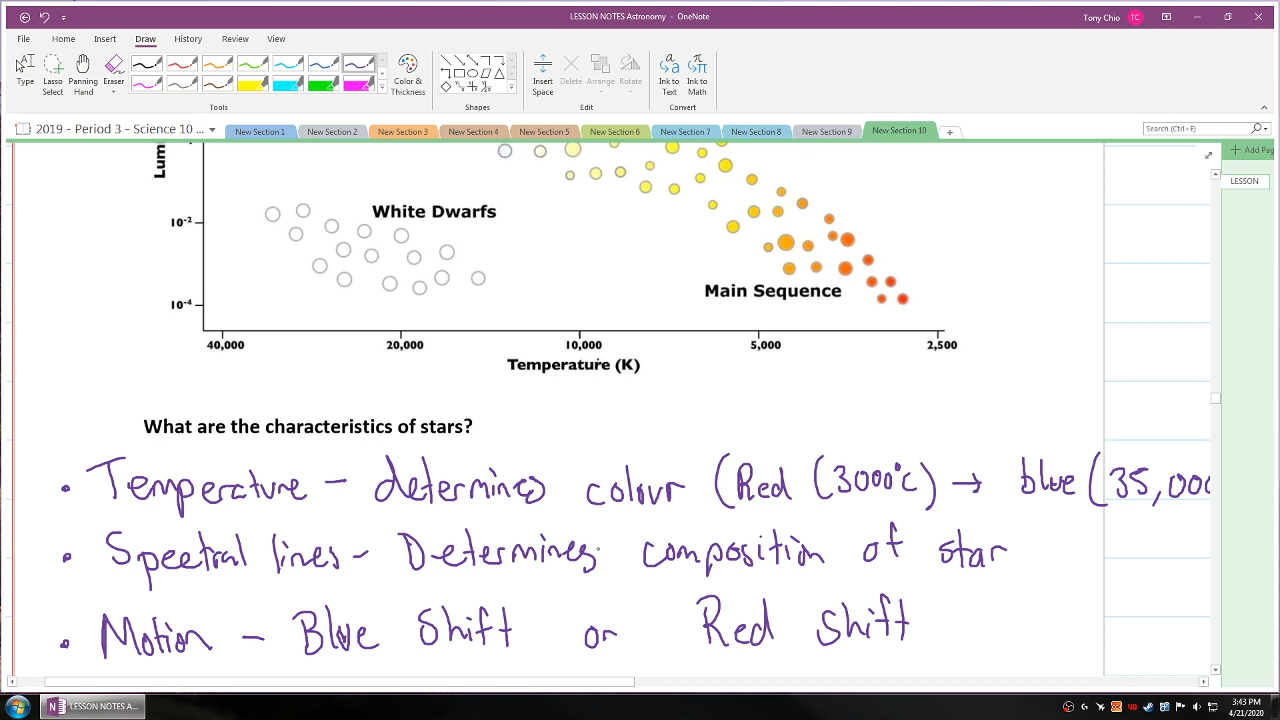 LESSON NOTES Astronomy - OneNote
Tony Chio TC
File Home Insert Draw History Review View
Type Lasso Select Panning Hand Eraser Color & Thickness Insert Space Delete Arrange Rotate Ink to Text Ink to Math
Tools Shapes Edit Convert
2019 - Period 3 - Science 10 ... New Section 1 New Section 2 New Section 3 New Section 4 New Section 5 New Section 6 New Section 7 New Section 8 New Section 9 New Section 10 Search (Ctrl+E)
Add Pag
LESSON
Lum
White Dwarfs
10-2
Main Sequence
10-4
40,000 20,000 10,000 5,000 2,500
Temperature (K)
What are the characteristics of stars?
• Temperature - determines colour (Red (3000°C) → blue (35,000
• Spectral lines - Determines composition of star
• Motion - Blue Shift or Red Shift
LESSON NOTES A...
3:43 PM
4/21/2020